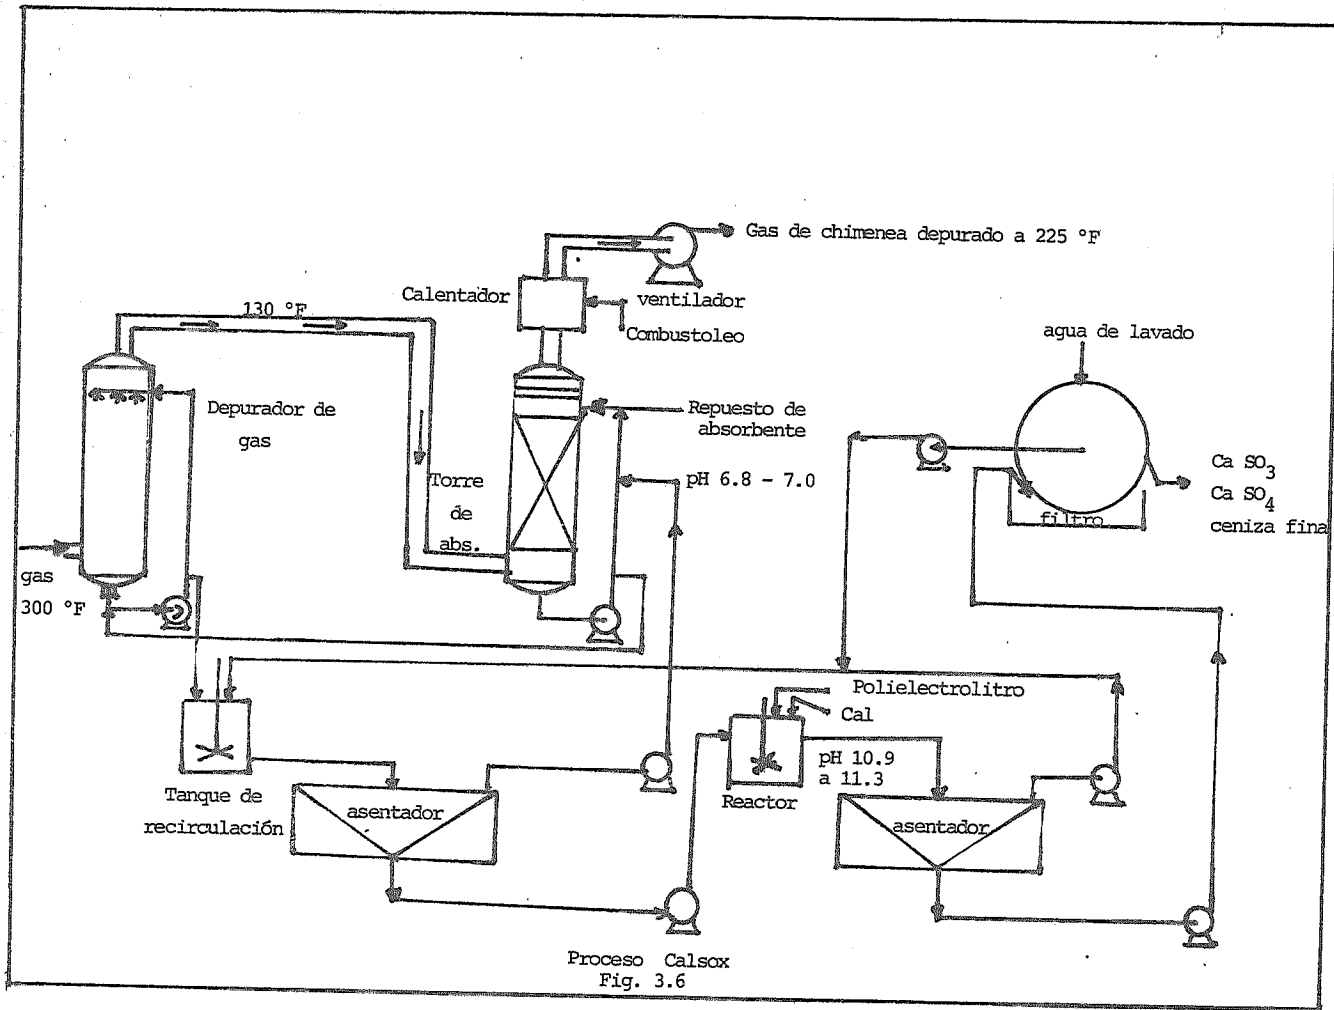 Gas de chimenea depurado a 225 °F
Calentador
ventilador
Combustoleo
130 °F
agua de lavado
Depurador de
gas
Repuesto de
absorbente
Torre
de
abs.
pH 6.8 - 7.0
Ca SO3
Ca SO4
ceniza fina
filtro
gas
300 °F
Polielectrolitro
Cal
pH 10.9
a 11.3
Reactor
Tanque de
recirculación
asentador
asentador
Proceso Calsox
Fig. 3.6